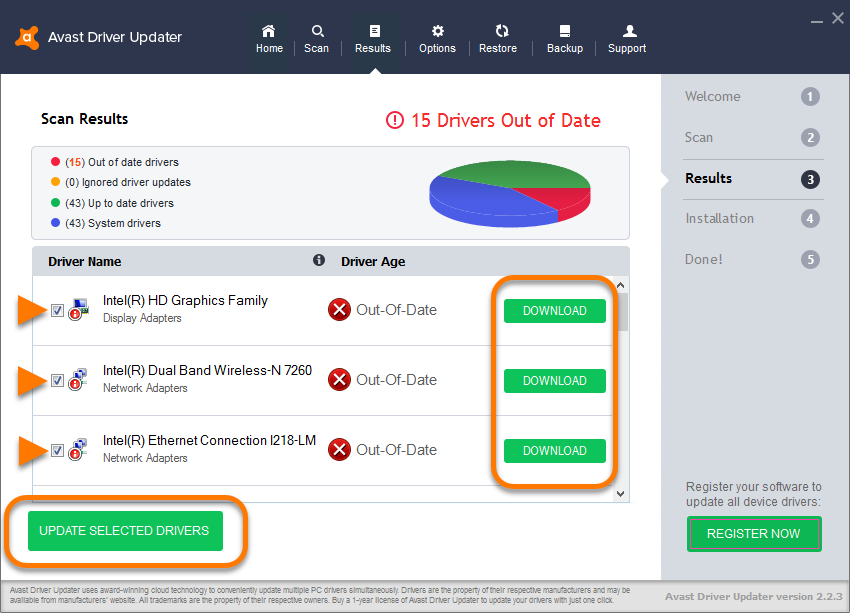 Avast Driver Updater
Home
Scan
Results
Options
Restore
Backup
Support
Scan Results
15 Drivers Out of Date
(15) Out of date drivers
(0) Ignored driver updates
(43) Up to date drivers
(43) System drivers
Driver Name
Driver Age
Intel(R) HD Graphics Family
Display Adapters
Out-Of-Date
DOWNLOAD
Intel(R) Dual Band Wireless-N 7260
Network Adapters
Out-Of-Date
DOWNLOAD
Intel(R) Ethernet Connection I218-LM
Network Adapters
Out-Of-Date
DOWNLOAD
UPDATE SELECTED DRIVERS
Welcome 1
Scan 2
Results 3
Installation 4
Done! 5
Register your software to
update all device drivers:
REGISTER NOW
Avast Driver Updater uses award-winning cloud technology to conveniently update multiple PC drivers simultaneously. Drivers are the property of their respective manufacturers and may be
available from manufacturers' website. All trademarks are the property of their respective owners. Buy a 1-year license of Avast Driver Updater to update your drivers with just one click.
Avast Driver Updater version 2.2.3